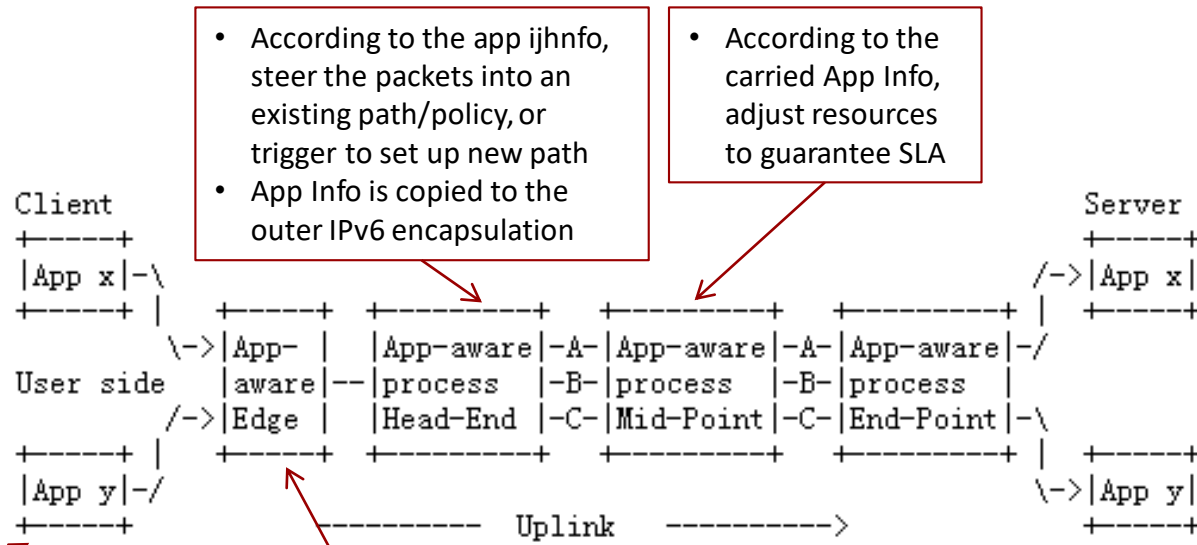 • According to the app ijhnfo,
steer the packets into an
existing path/policy, or
trigger to set up new path
• App Info is copied to the
outer IPv6 encapsulation
• According to the
carried App Info,
adjust resources
to guarantee SLA
Client
Server
+-----+
+-----+
|App x|-\
/->|App x|
+-----+ | +-----+ +---------+ +---------+ +---------+ | +-----+
\->|App- | |App-aware|-A-|App-aware|-A-|App-aware|-/
User side |aware|--|process |-B-|process |-B-|process |
/->|Edge | |Head-End |-C-|Mid-Point|-C-|End-Point|-\
+-----+ | +-----+ +---------+ +---------+ +---------+ | +-----+
|App y|-/ \->|App y|
+-----+ ---------- Uplink ----------> +-----+